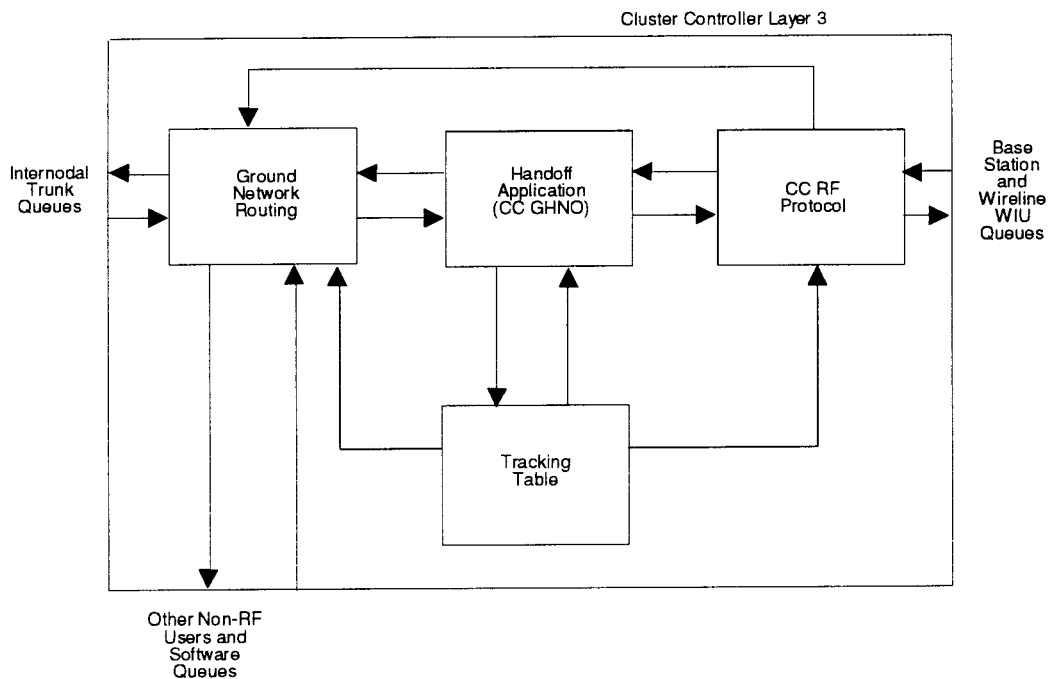 Cluster Controller Layer 3
Internodal
Trunk
Queues
Ground
Network
Routing
Handoff
Application
(CC GHNO)
CC RF
Protocol
Base
Station
and
Wireline
WIU
Queues
Tracking
Table
Other Non-RF
Users and
Software
Queues